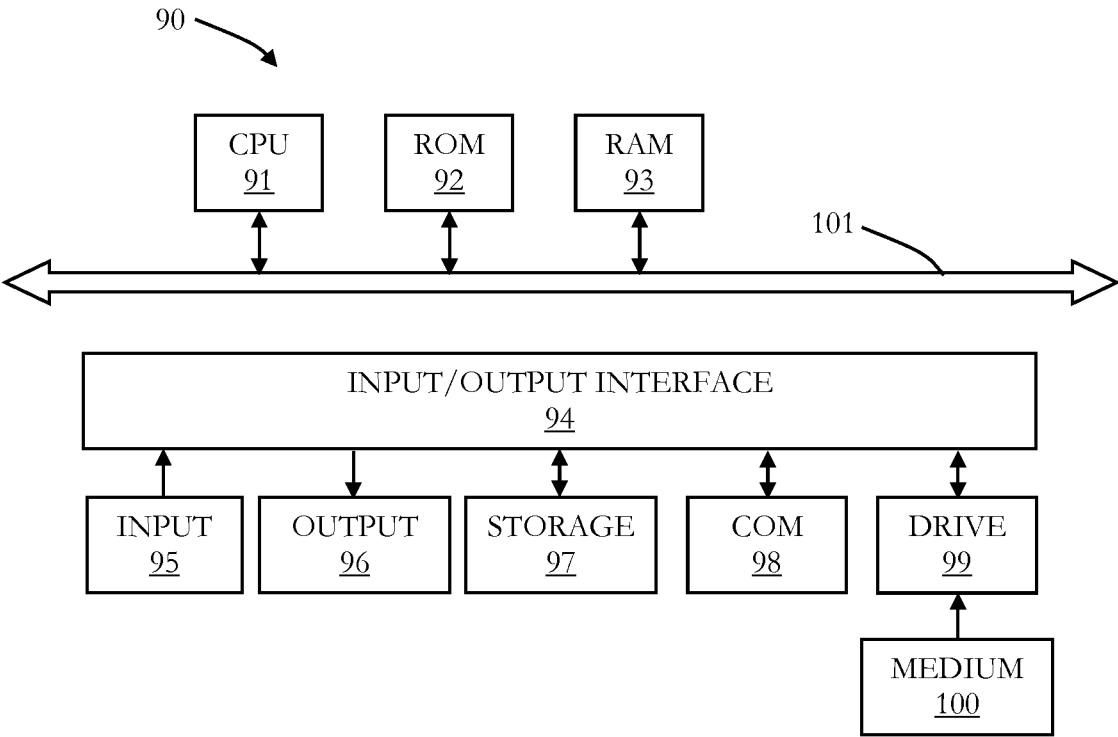 90
CPU
91
ROM
92
RAM
93
101
INPUT/OUTPUT INTERFACE
94
INPUT
95
OUTPUT
96
STORAGE
97
COM
98
DRIVE
99
MEDIUM
100